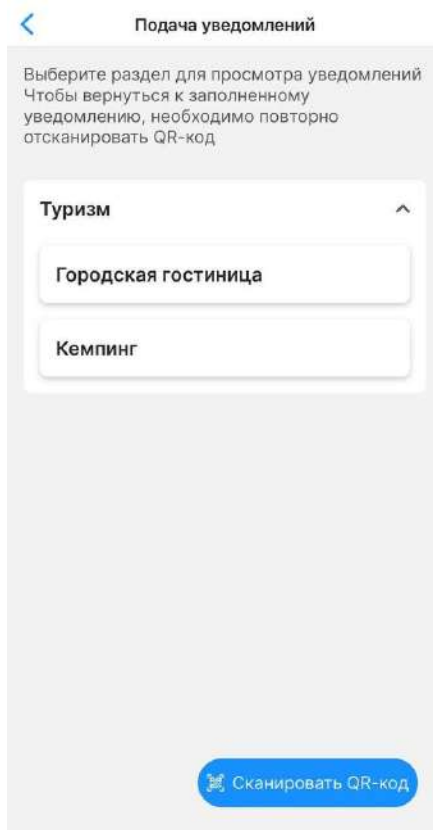 Подача уведомлений
Выберите раздел для просмотра уведомлений
Чтобы вернуться к заполненному
уведомлению, необходимо повторно
отсканировать QR-код
Туризм
Городская гостиница
Кемпинг
Сканировать QR-код